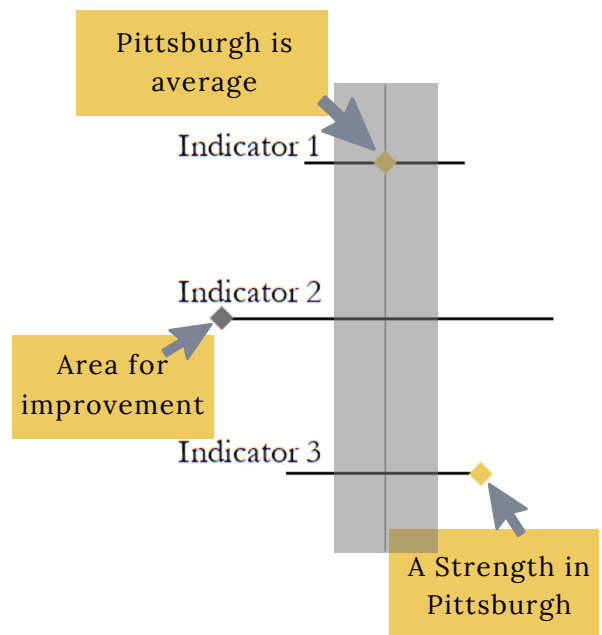 Pittsburgh is
average
Indicator 1
Indicator 2
Area for
improvement
Indicator 3
A Strength in
Pittsburgh